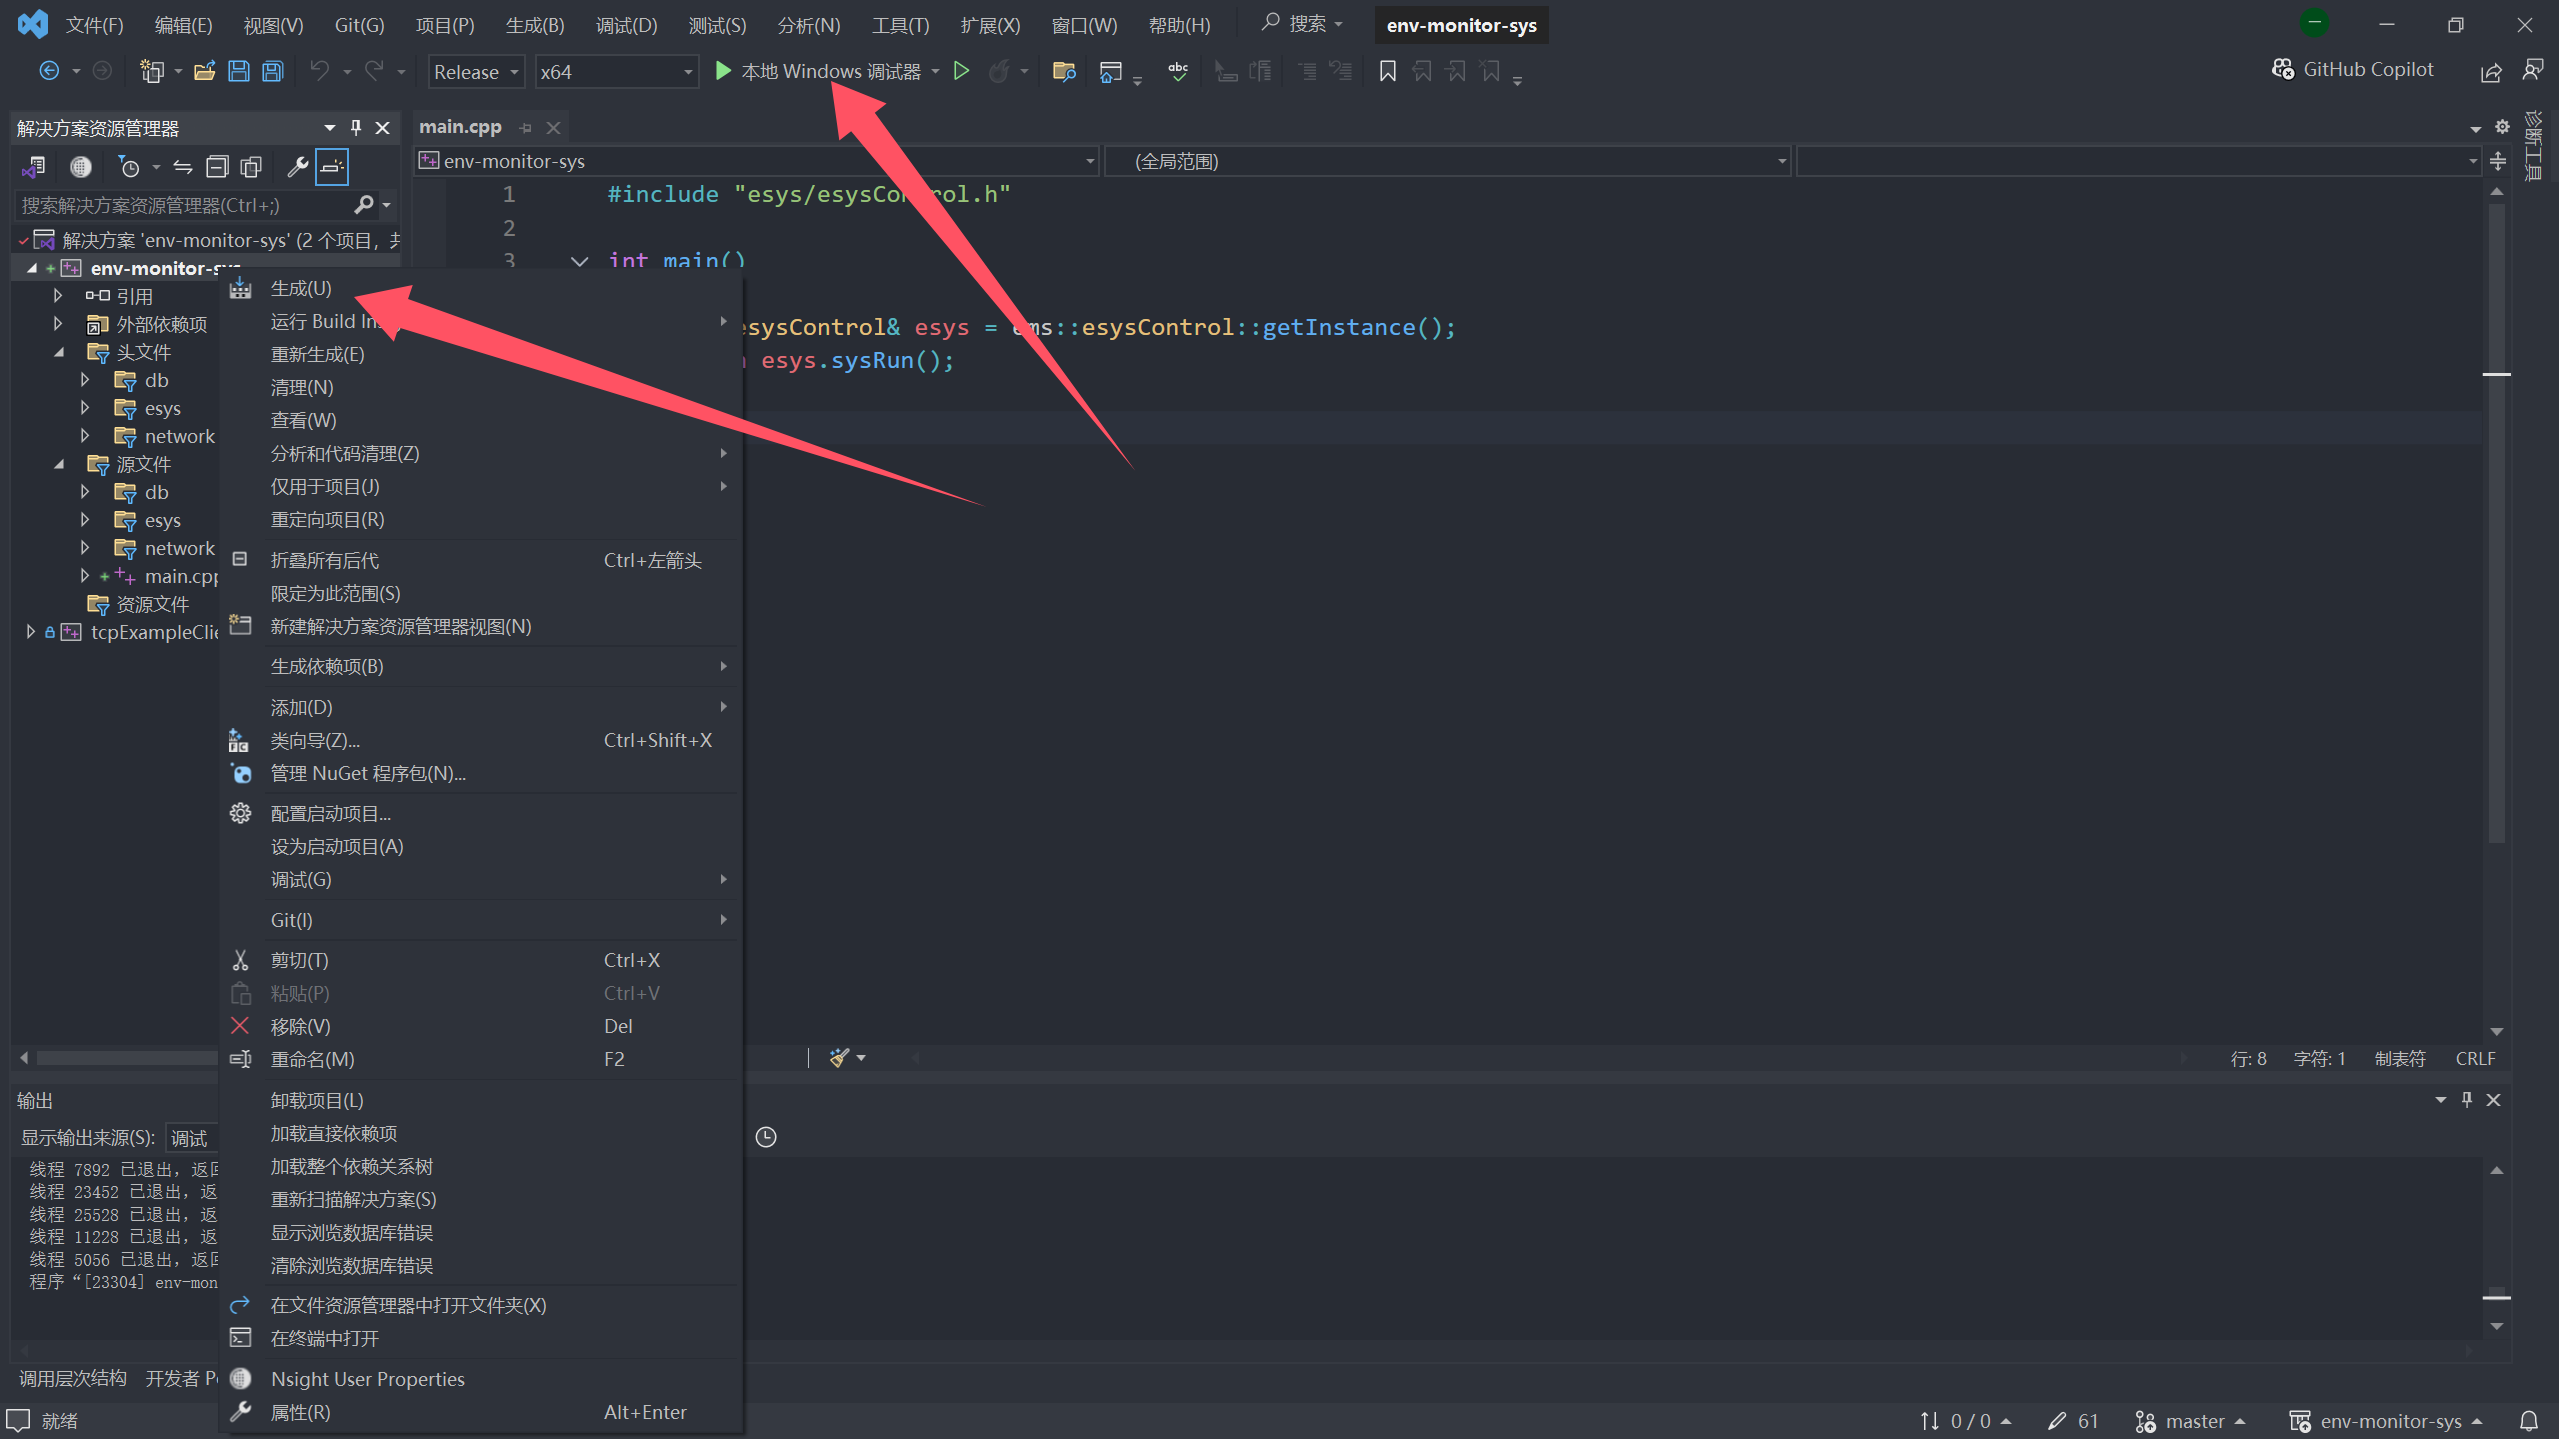 文件(F) 编辑(E) 视图(V) Git(G) 项目(P) 生成(B) 调试(D) 测试(S) 分析(N) 工具(T) 扩展(X) 窗口(W) 帮助(H) 搜索 env-monitor-sys
Release x64 本地 Windows 调试器 abc GitHub Copilot
解决方案资源管理器
main.cpp
诊断工具
env-monitor-sys (全局范围)
搜索解决方案资源管理器(Ctrl+;)
解决方案 'env-monitor-sys' (2 个项目,
env-monitor-sys
引用
外部依赖项
头文件
db
esys
network
源文件
db
esys
network
main.cpp
资源文件
tcpExampleClie
1 #include "esys/esysControl.h"
2
3 int main()
esysControl& esys = ems::esysControl::getInstance();
esys.sysRun();
生成(U)
运行 Build Ins
重新生成(E)
清理(N)
查看(W)
分析和代码清理(Z)
仅用于项目(J)
重定向项目(R)
折叠所有后代 Ctrl+左箭头
限定为此范围(S)
新建解决方案资源管理器视图(N)
生成依赖项(B)
添加(D)
类向导(Z)... Ctrl+Shift+X
管理 NuGet 程序包(N)...
配置启动项目...
设为启动项目(A)
调试(G)
Git(I)
剪切(T) Ctrl+X
粘贴(P) Ctrl+V
移除(V) Del
重命名(M) F2
卸载项目(L)
加载直接依赖项
加载整个依赖关系树
重新扫描解决方案(S)
显示浏览数据库错误
清除浏览数据库错误
在文件资源管理器中打开文件夹(X)
在终端中打开
Nsight User Properties
属性(R) Alt+Enter
行: 8 字符: 1 制表符 CRLF
输出
显示输出来源(S): 调试
线程 7892 已退出，返回
线程 23452 已退出，返
线程 25528 已退出，返
线程 11228 已退出，返
线程 5056 已退出，返回
程序“[23304] env-mon
调用层次结构 开发者 P
就绪 0 / 0 61 master env-monitor-sys